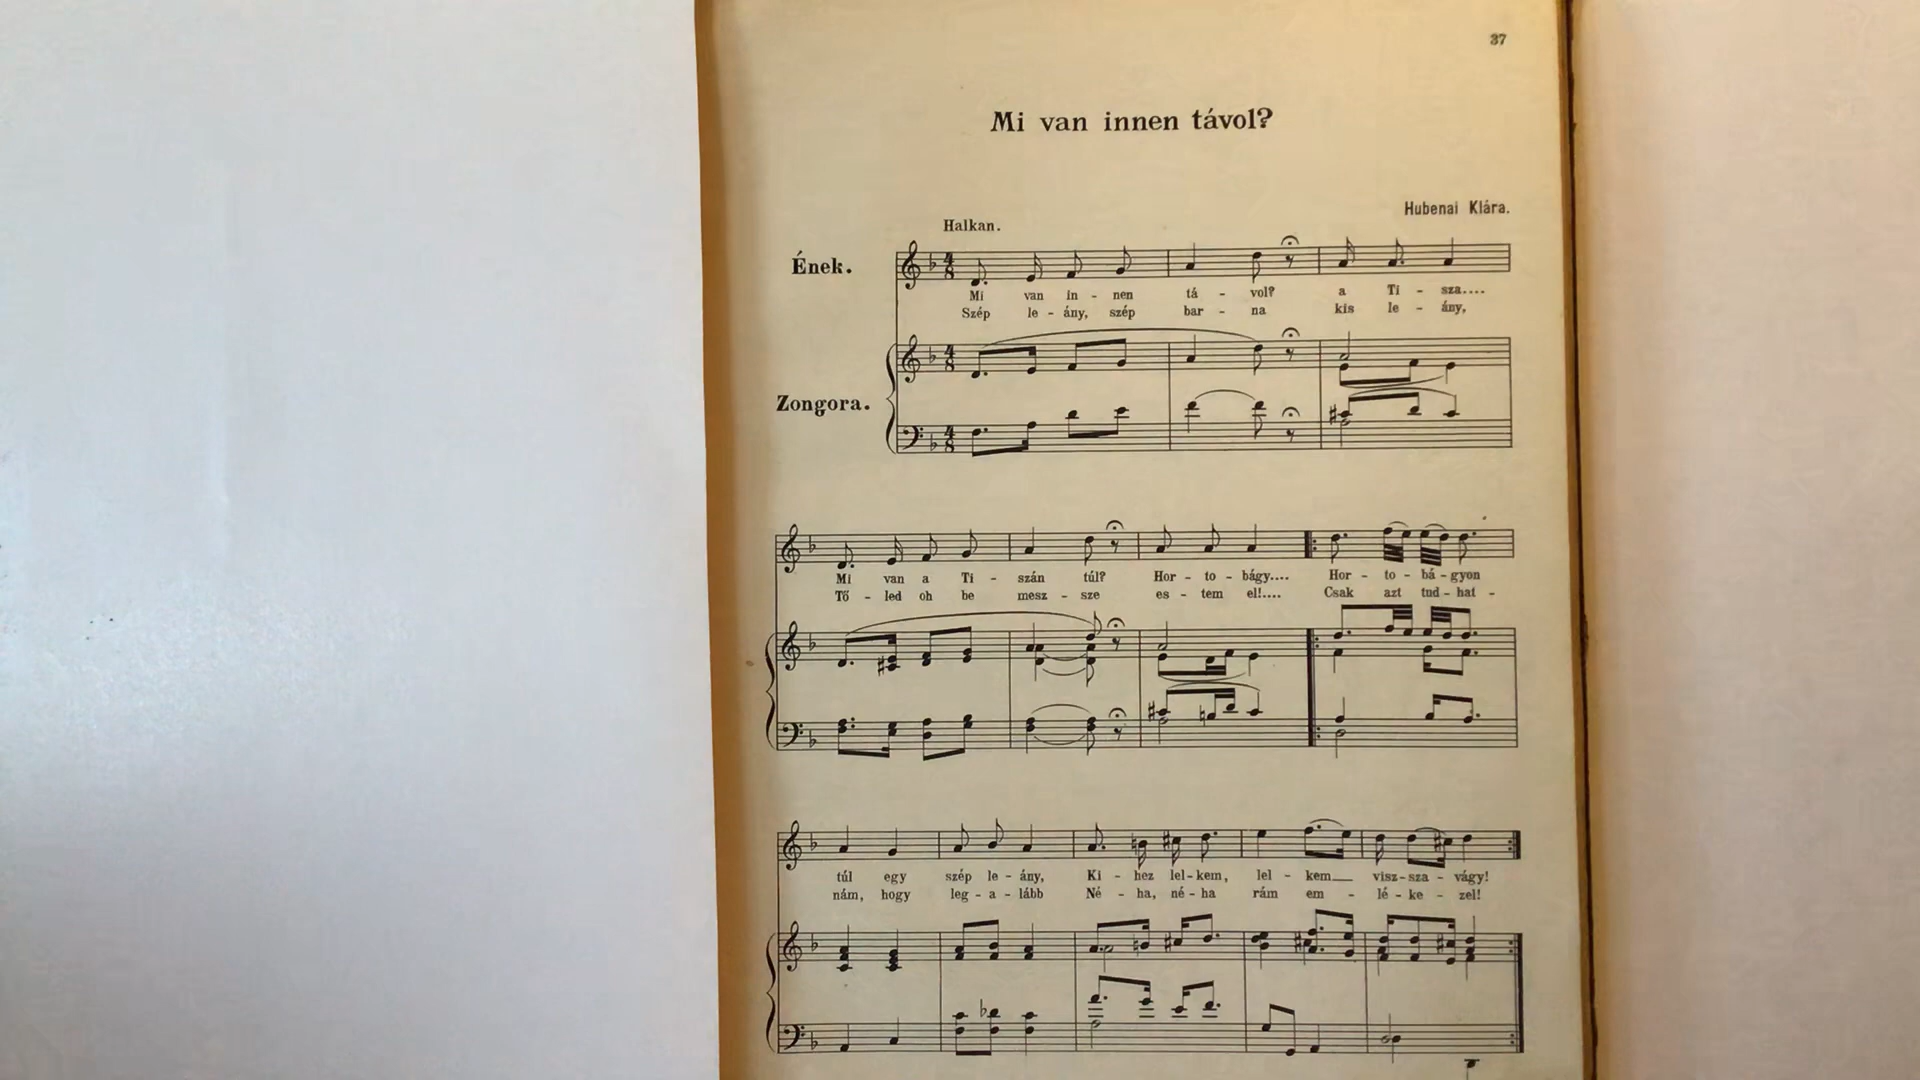 37
Mi van innen távol?
Hubenai Klára.
Halkan.
Ének.
Mi van in - nen tá - vol? a Ti - sza....
Szép le - ány, szép bar - na kis le - ány,
Zongora.
Mi van a Ti - szán túl? Hor - to - bágy.... Hor - to - bá - gyon
Tő - led oh be mesz - sze es - tem el!.... Csak azt tud - hat -
túl egy szép le - ány, Ki - hez lel - kem, lel - kem visz - sza - vágy!
nám, hogy leg - a - lább Né - ha, né - ha rám em - lé - ke - zel!